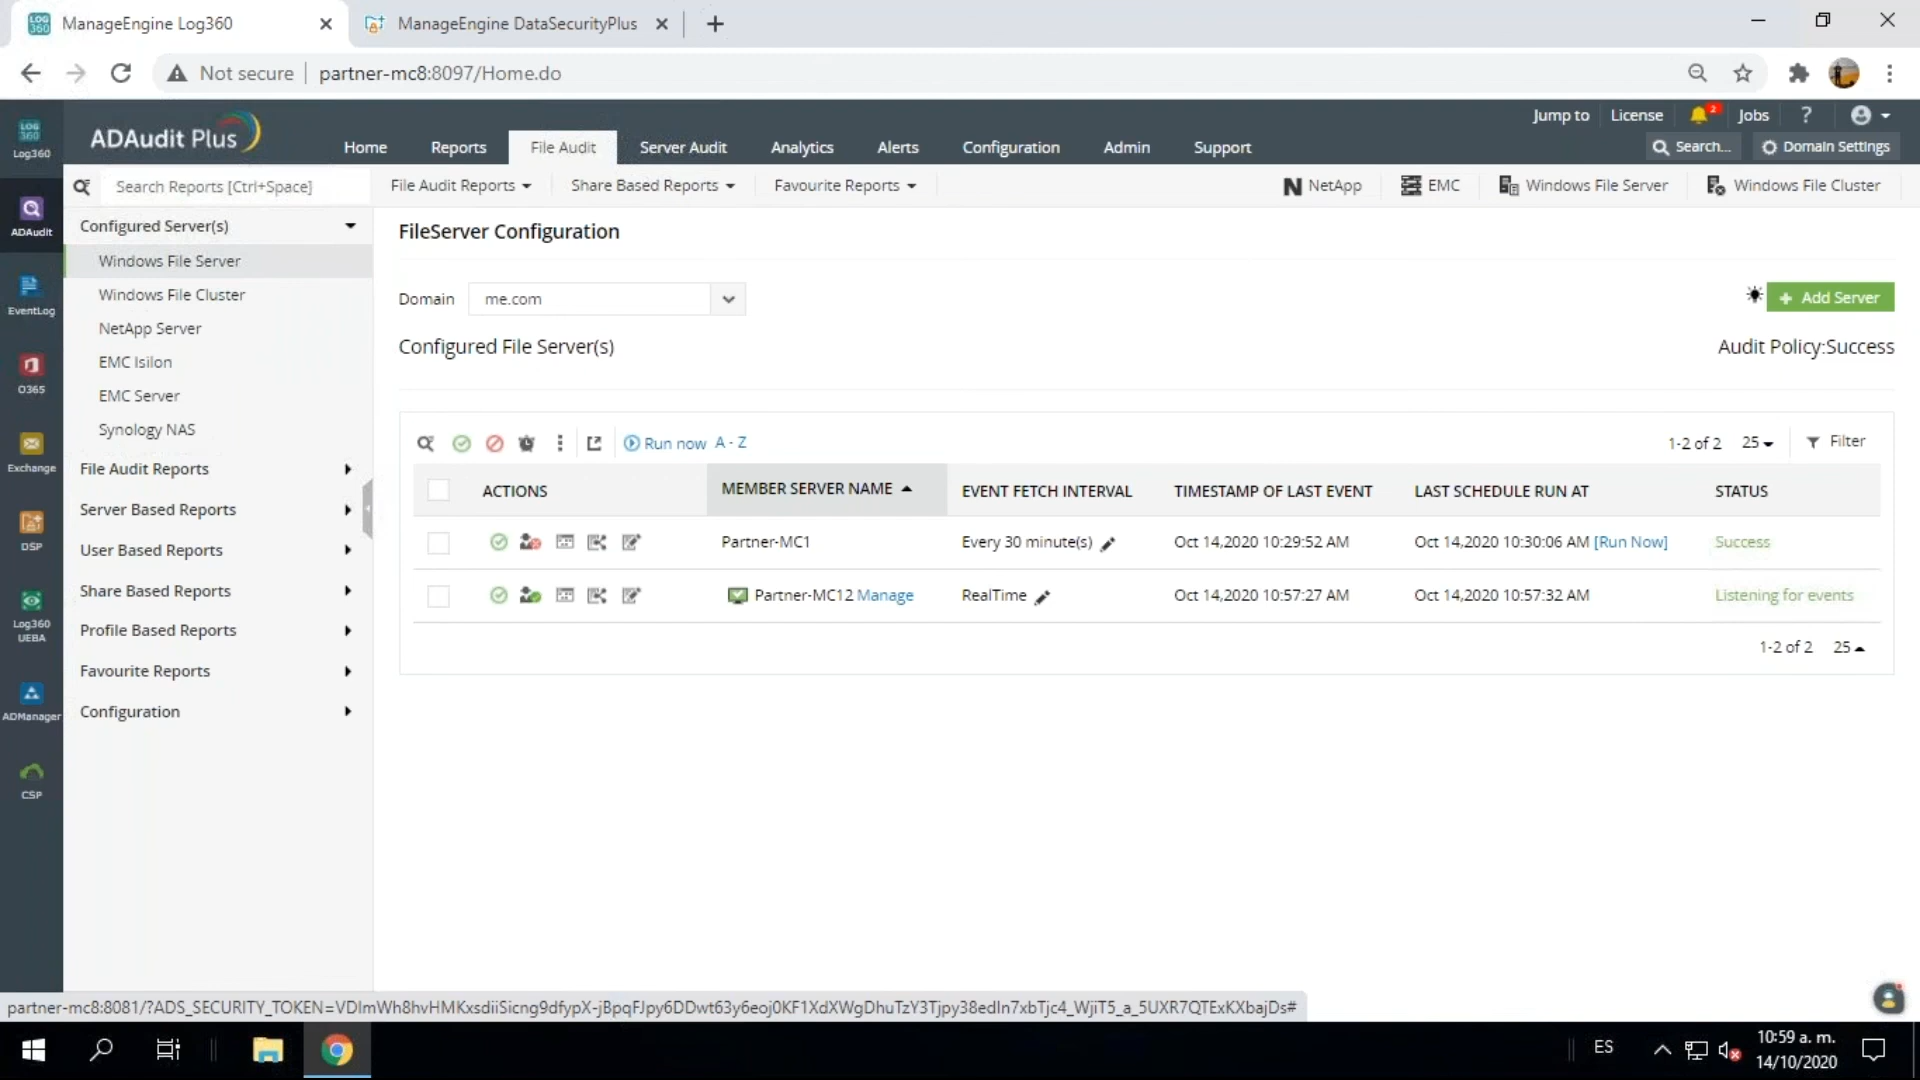 ManageEngine Log360
ManageEngine DataSecurityPlus
Not secure
partner-mc8:8097/Home.do
LOG 360
Log360
ADAudit Plus
Home
Reports
File Audit
Server Audit
Analytics
Alerts
Configuration
Admin
Support
Jump to
License
2
Jobs
?
Search...
Domain Settings
Search Reports [Ctrl+Space]
File Audit Reports
Share Based Reports
Favourite Reports
NetApp
EMC
Windows File Server
Windows File Cluster
ADAudit
EventLog
O365
Exchange
DSP
Log360 UEBA
ADManager
CSP
Configured Server(s)
Windows File Server
Windows File Cluster
NetApp Server
EMC Isilon
EMC Server
Synology NAS
File Audit Reports
Server Based Reports
User Based Reports
Share Based Reports
Profile Based Reports
Favourite Reports
Configuration
FileServer Configuration
Domain
me.com
+ Add Server
Configured File Server(s)
Audit Policy:Success
Run now A - Z
1-2 of 2 25
Filter
ACTIONS MEMBER SERVER NAME EVENT FETCH INTERVAL TIMESTAMP OF LAST EVENT LAST SCHEDULE RUN AT STATUS
Partner-MC1 Every 30 minute(s) Oct 14,2020 10:29:52 AM Oct 14,2020 10:30:06 AM [Run Now] Success
Partner-MC12 Manage RealTime Oct 14,2020 10:57:27 AM Oct 14,2020 10:57:32 AM Listening for events
1-2 of 2 25
ES
10:59 a. m.
14/10/2020